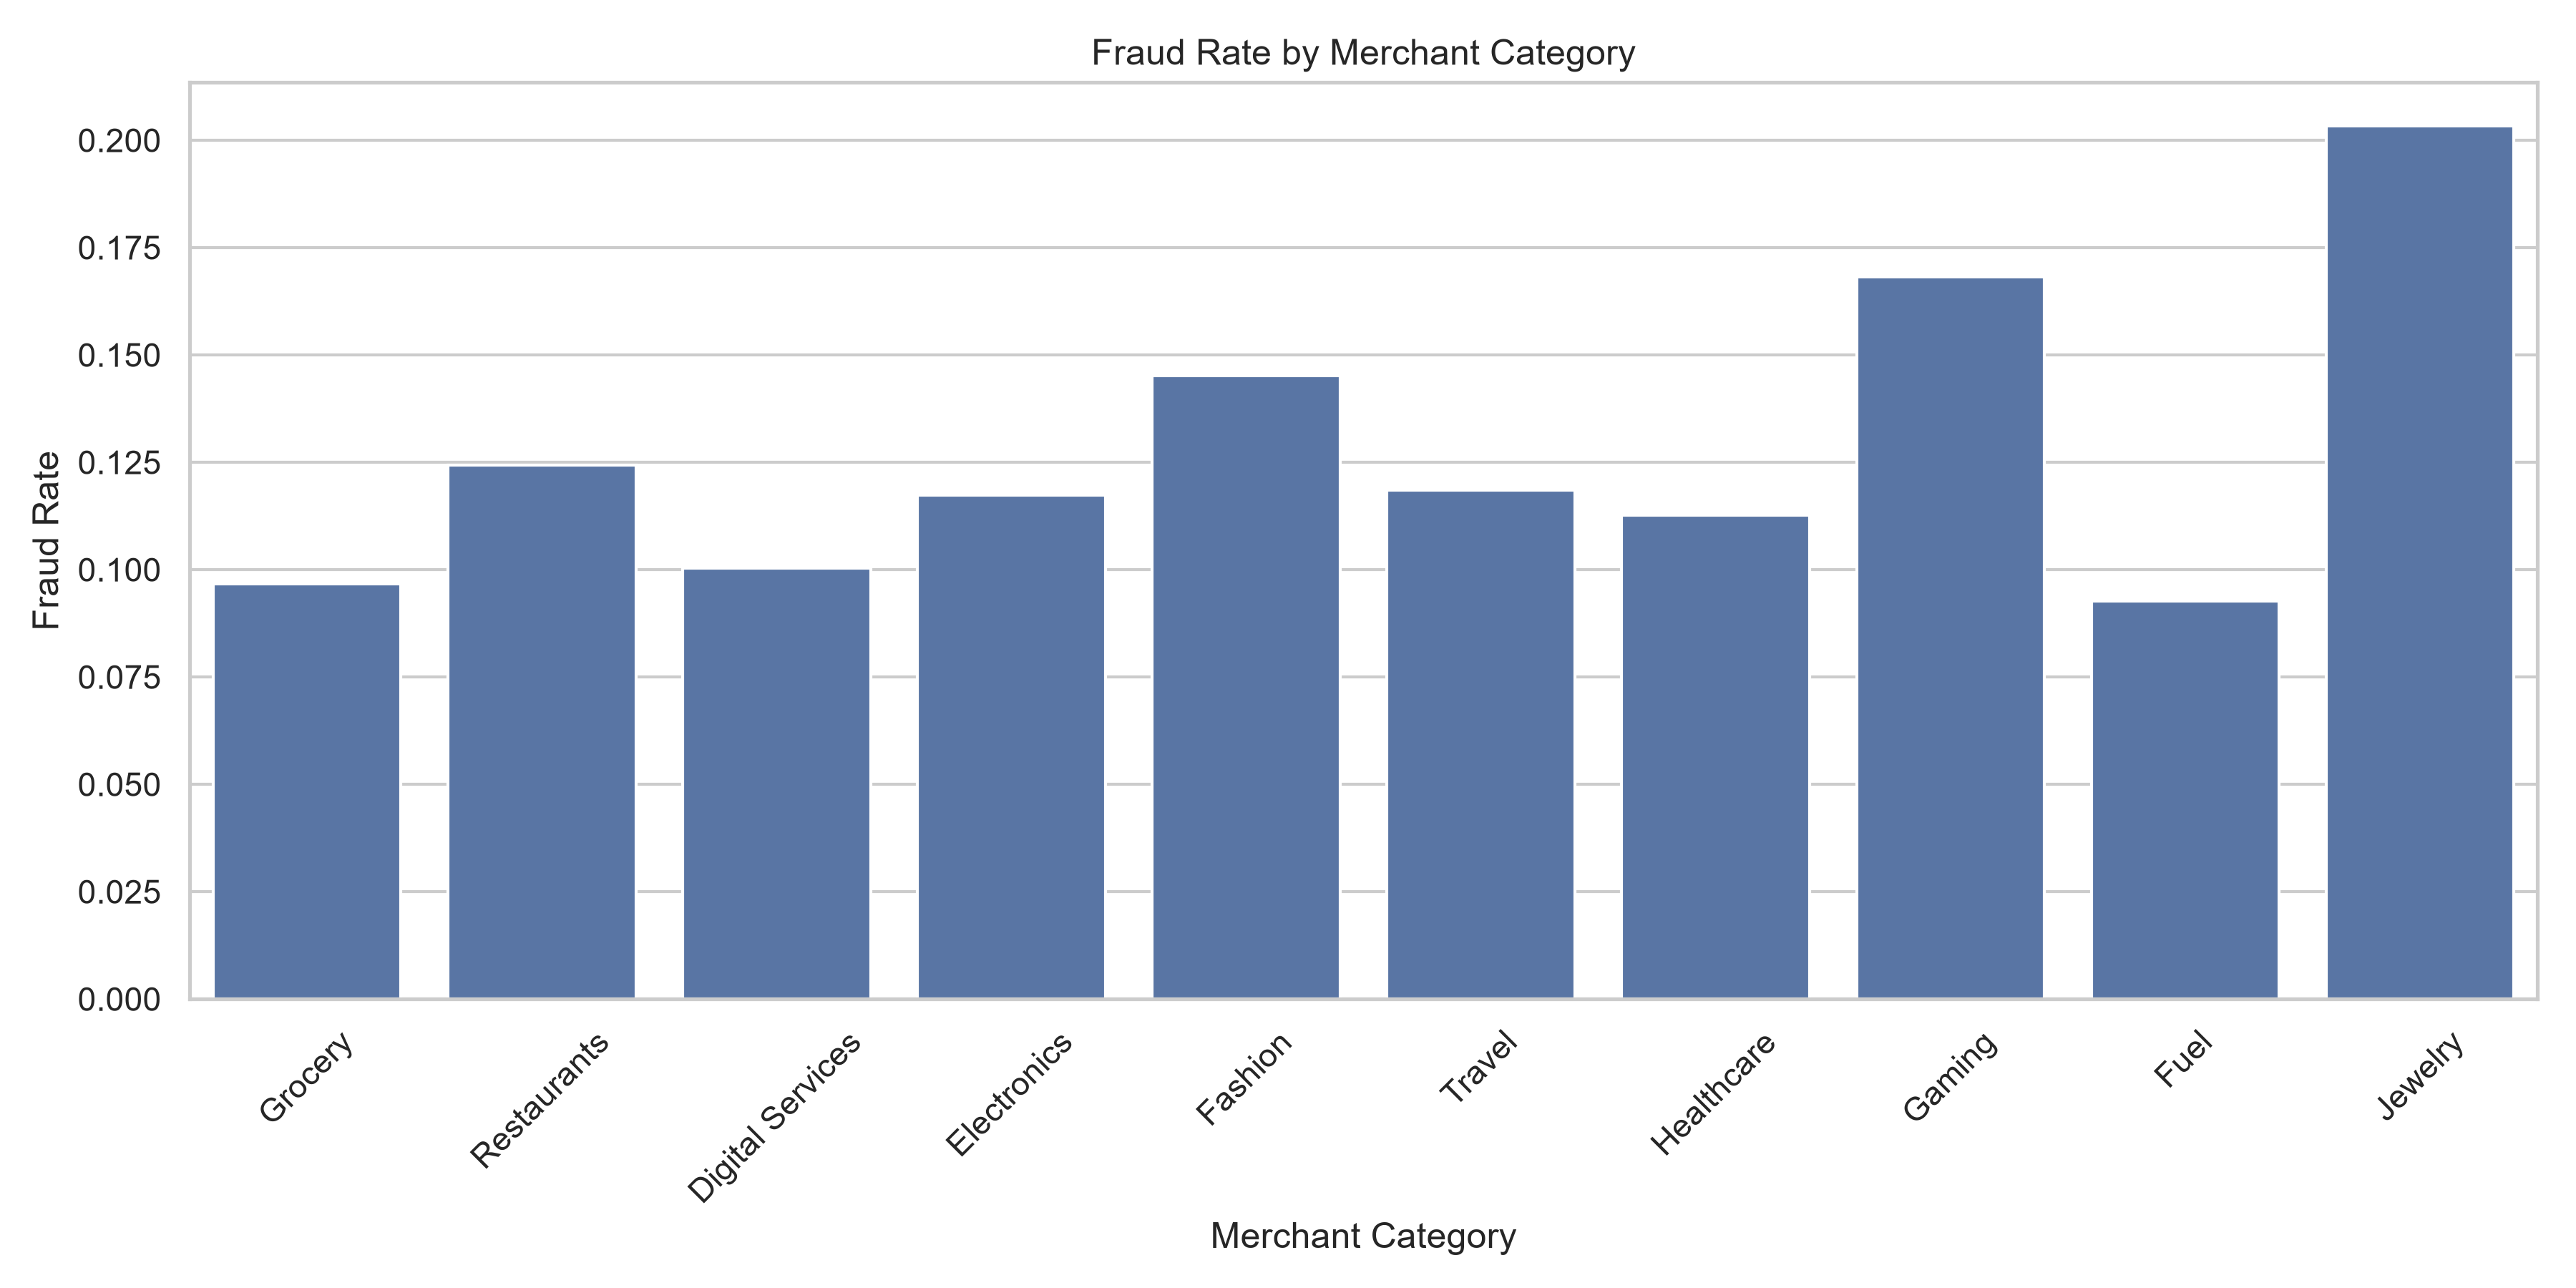 Fraud Rate by Merchant Category
Fraud Rate
0.200
0.175
0.150
0.125
0.100
0.075
0.050
0.025
0.000
Grocery
Restaurants
Digital Services
Electronics
Fashion
Travel
Healthcare
Gaming
Fuel
Jewelry
Merchant Category